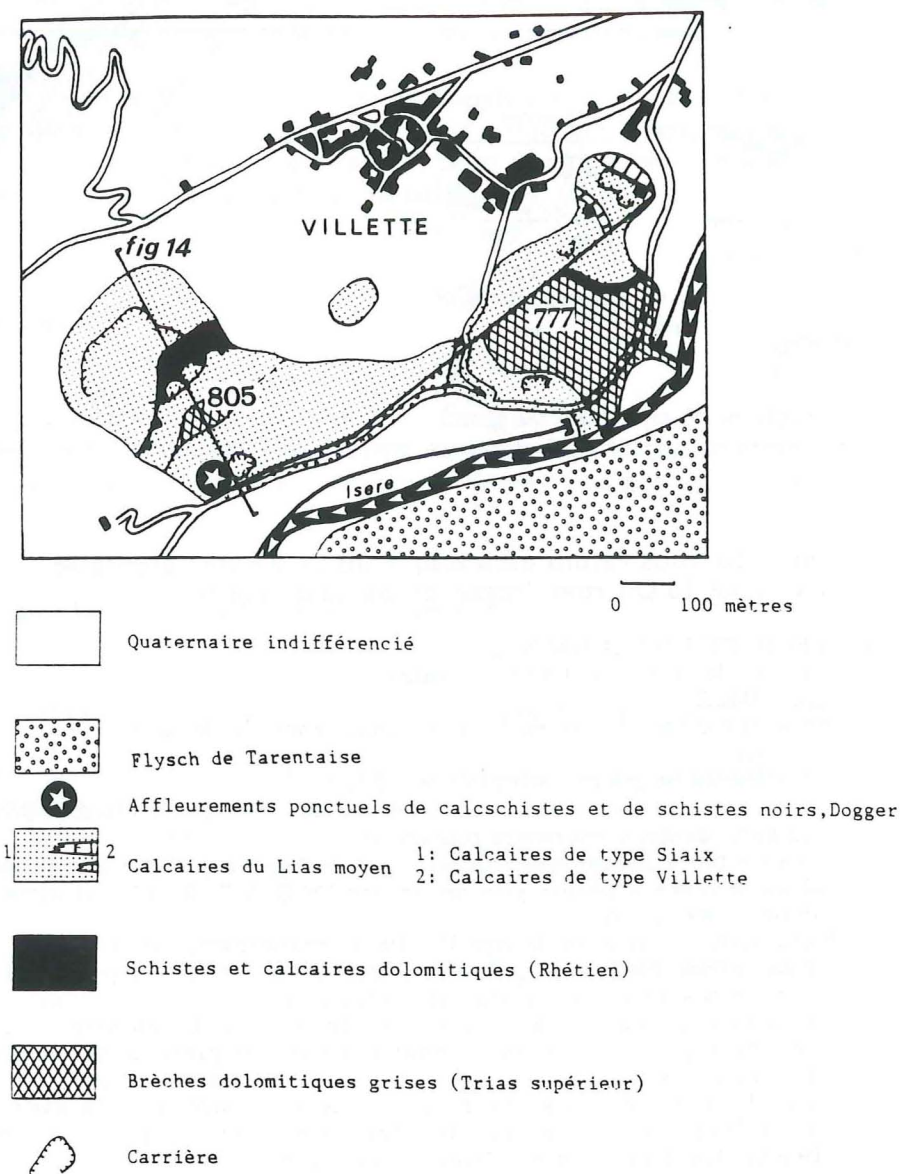 fig 14
VILLETTE
777
805
Isere
0 100 mètres
Quaternaire indifférencié
Flysch de Tarentaise
Affleurements ponctuels de calcschistes et de schistes noirs,Dogger
1 2 Calcaires du Lias moyen 1: Calcaires de type Siaix
2: Calcaires de type Villette
Schistes et calcaires dolomitiques (Rhétien)
Brèches dolomitiques grises (Trias supérieur)
Carrière